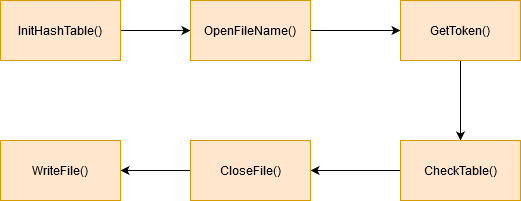 InitHashTable()
OpenFileName()
GetToken()
WriteFile()
CloseFile()
CheckTable()